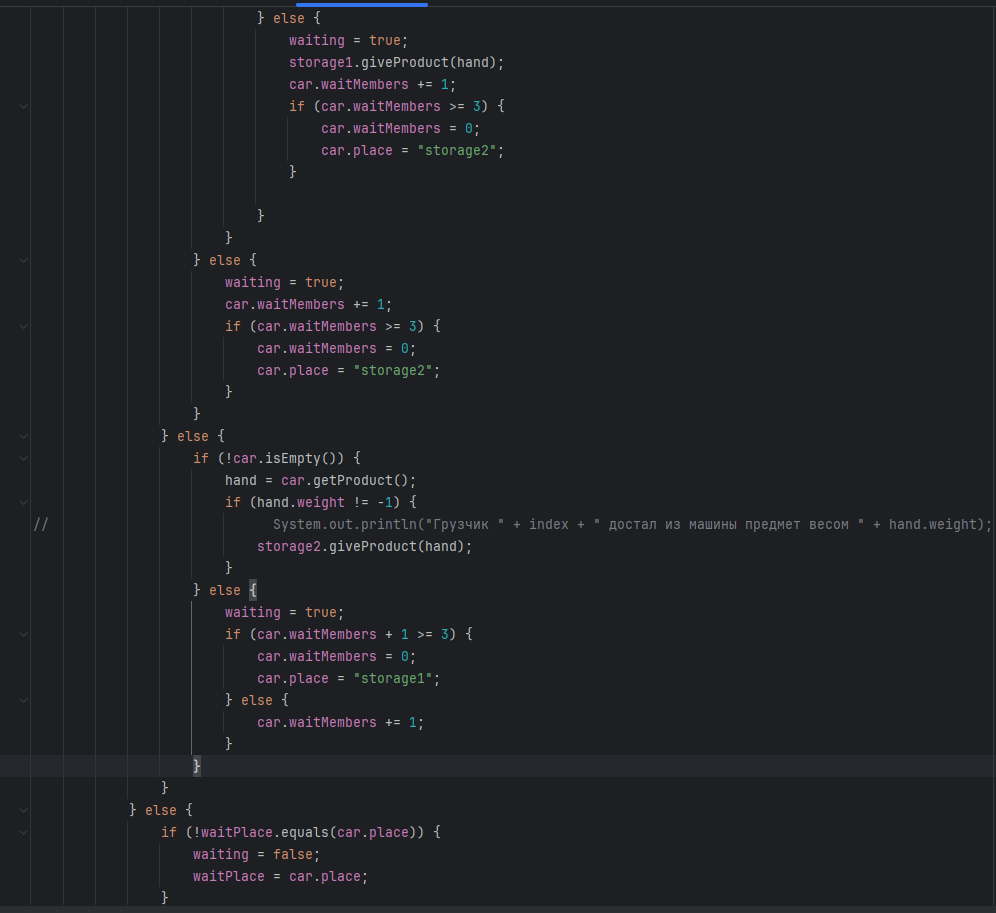 } else {
waiting = true;
storage1.giveProduct(hand);
car.waitMembers += 1;
if (car.waitMembers >= 3) {
car.waitMembers = 0;
car.place = "storage2";
}
}
}
} else {
waiting = true;
car.waitMembers += 1;
if (car.waitMembers >= 3) {
car.waitMembers = 0;
car.place = "storage2";
}
}
} else {
if (!car.isEmpty()) {
hand = car.getProduct();
if (hand.weight != -1) {
// System.out.println("Грузчик " + index + " достал из машины предмет весом " + hand.weight);
storage2.giveProduct(hand);
}
} else {
waiting = true;
if (car.waitMembers + 1 >= 3) {
car.waitMembers = 0;
car.place = "storage1";
} else {
car.waitMembers += 1;
}
}
}
} else {
if (!waitPlace.equals(car.place)) {
waiting = false;
waitPlace = car.place;
}